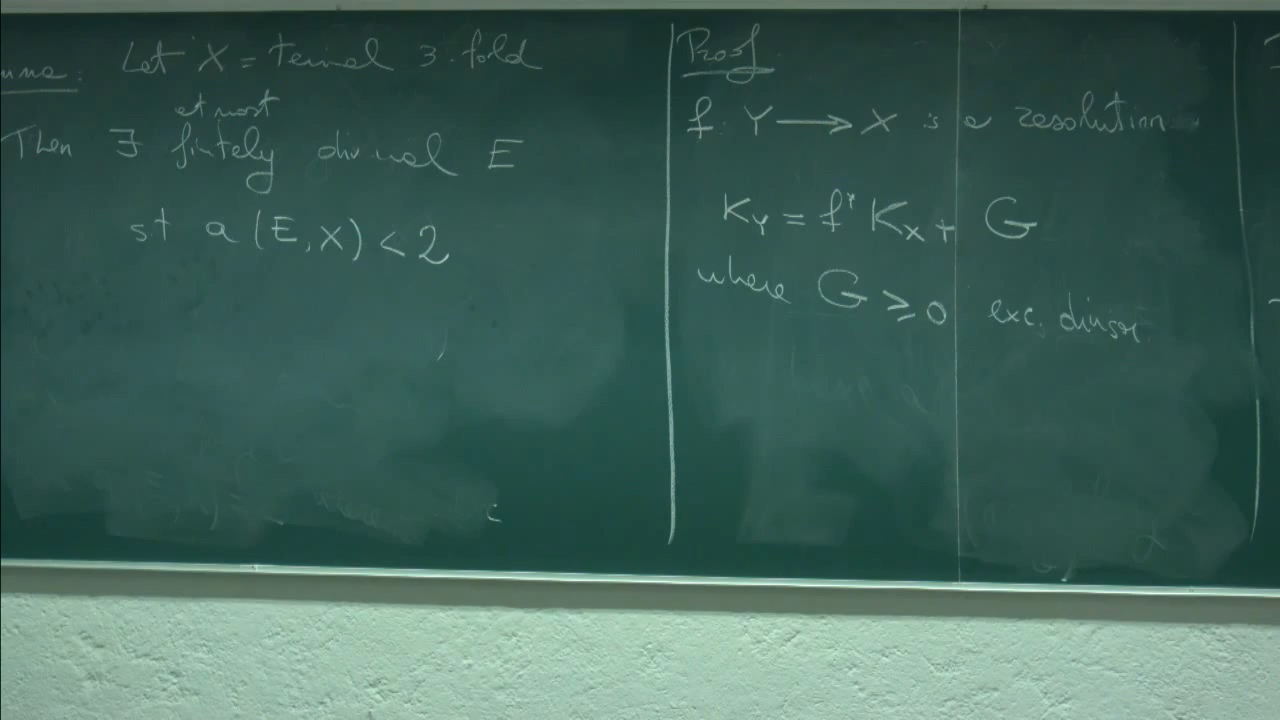 mma: Let X = terminal 3-fold
at most
Then ∃ finitely divisorial E
st a(E, X) < 2
Proof
f: Y ⟶ X is a resolution
K_Y = f* K_X + G
where G ≥ 0 exc. divisor